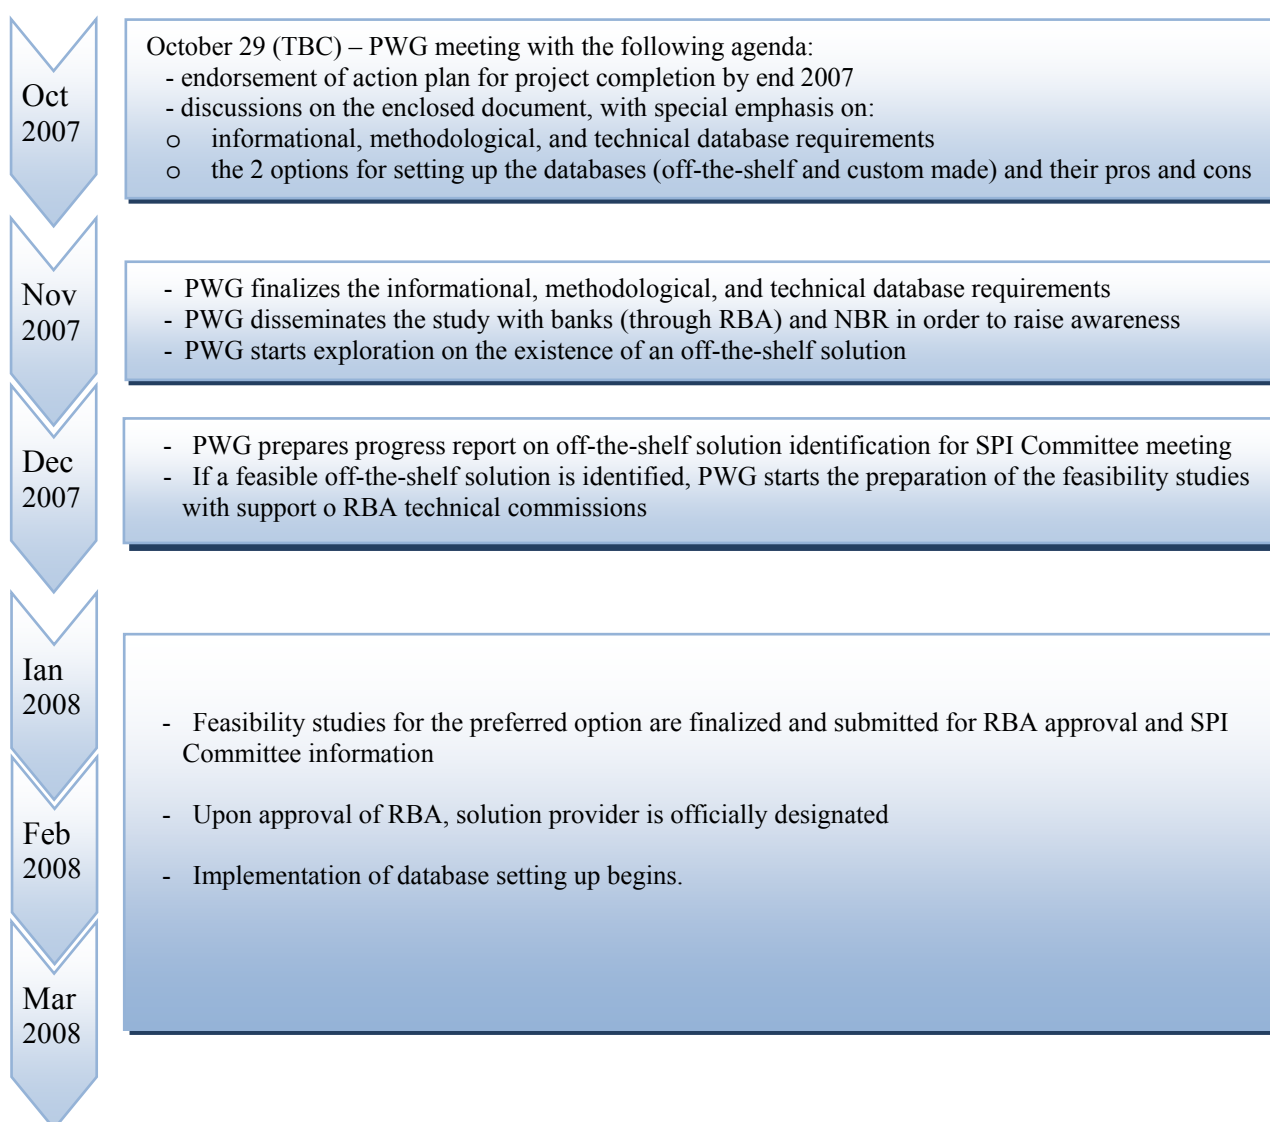 Oct
2007
October 29 (TBC) – PWG meeting with the following agenda:
- endorsement of action plan for project completion by end 2007
- discussions on the enclosed document, with special emphasis on:
o informational, methodological, and technical database requirements
o the 2 options for setting up the databases (off-the-shelf and custom made) and their pros and cons
Nov
2007
- PWG finalizes the informational, methodological, and technical database requirements
- PWG disseminates the study with banks (through RBA) and NBR in order to raise awareness
- PWG starts exploration on the existence of an off-the-shelf solution
Dec
2007
- PWG prepares progress report on off-the-shelf solution identification for SPI Committee meeting
- If a feasible off-the-shelf solution is identified, PWG starts the preparation of the feasibility studies
with support o RBA technical commissions
Ian
2008
Feb
2008
Mar
2008
- Feasibility studies for the preferred option are finalized and submitted for RBA approval and SPI
Committee information
- Upon approval of RBA, solution provider is officially designated
- Implementation of database setting up begins.